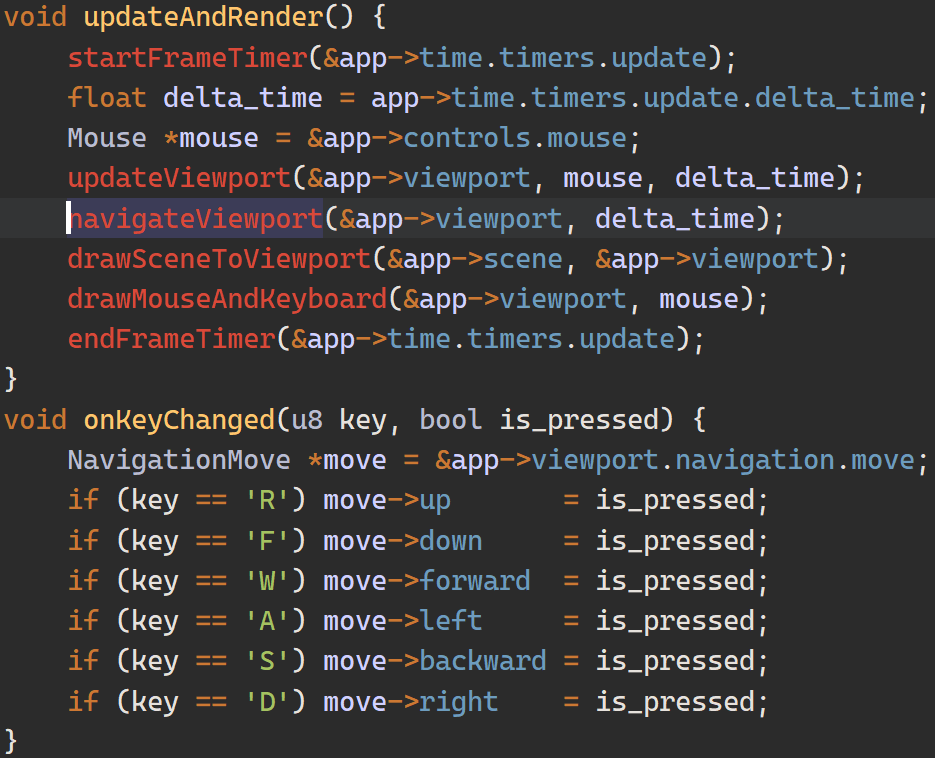 void updateAndRender() {
    startFrameTimer(&app->time.timers.update);
    float delta_time = app->time.timers.update.delta_time;
    Mouse *mouse = &app->controls.mouse;
    updateViewport(&app->viewport, mouse, delta_time);
    navigateViewport(&app->viewport, delta_time);
    drawSceneToViewport(&app->scene, &app->viewport);
    drawMouseAndKeyboard(&app->viewport, mouse);
    endFrameTimer(&app->time.timers.update);
}
void onKeyChanged(u8 key, bool is_pressed) {
    NavigationMove *move = &app->viewport.navigation.move;
    if (key == 'R') move->up       = is_pressed;
    if (key == 'F') move->down     = is_pressed;
    if (key == 'W') move->forward  = is_pressed;
    if (key == 'A') move->left     = is_pressed;
    if (key == 'S') move->backward = is_pressed;
    if (key == 'D') move->right    = is_pressed;
}